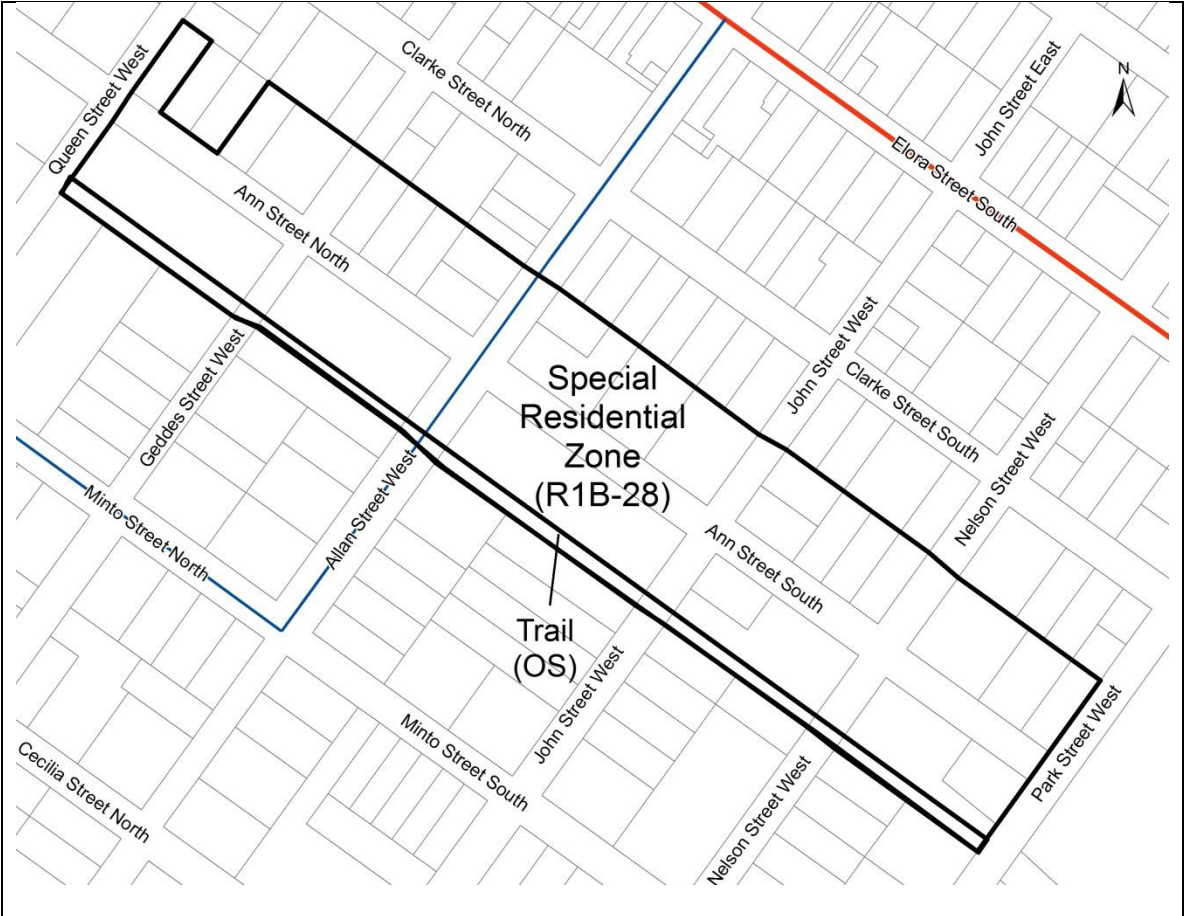 Queen Street West
Clarke Street North
John Street East
N
Elora Street South
Ann Street North
Geddes Street West
John Street West
Special
Residential
Zone
(R1B-28)
Clarke Street South
Nelson Street West
Minto Street North
Allan Street West
Ann Street South
Trail
(OS)
John Street West
Minto Street South
Park Street West
Cecilia Street North
Nelson Street West